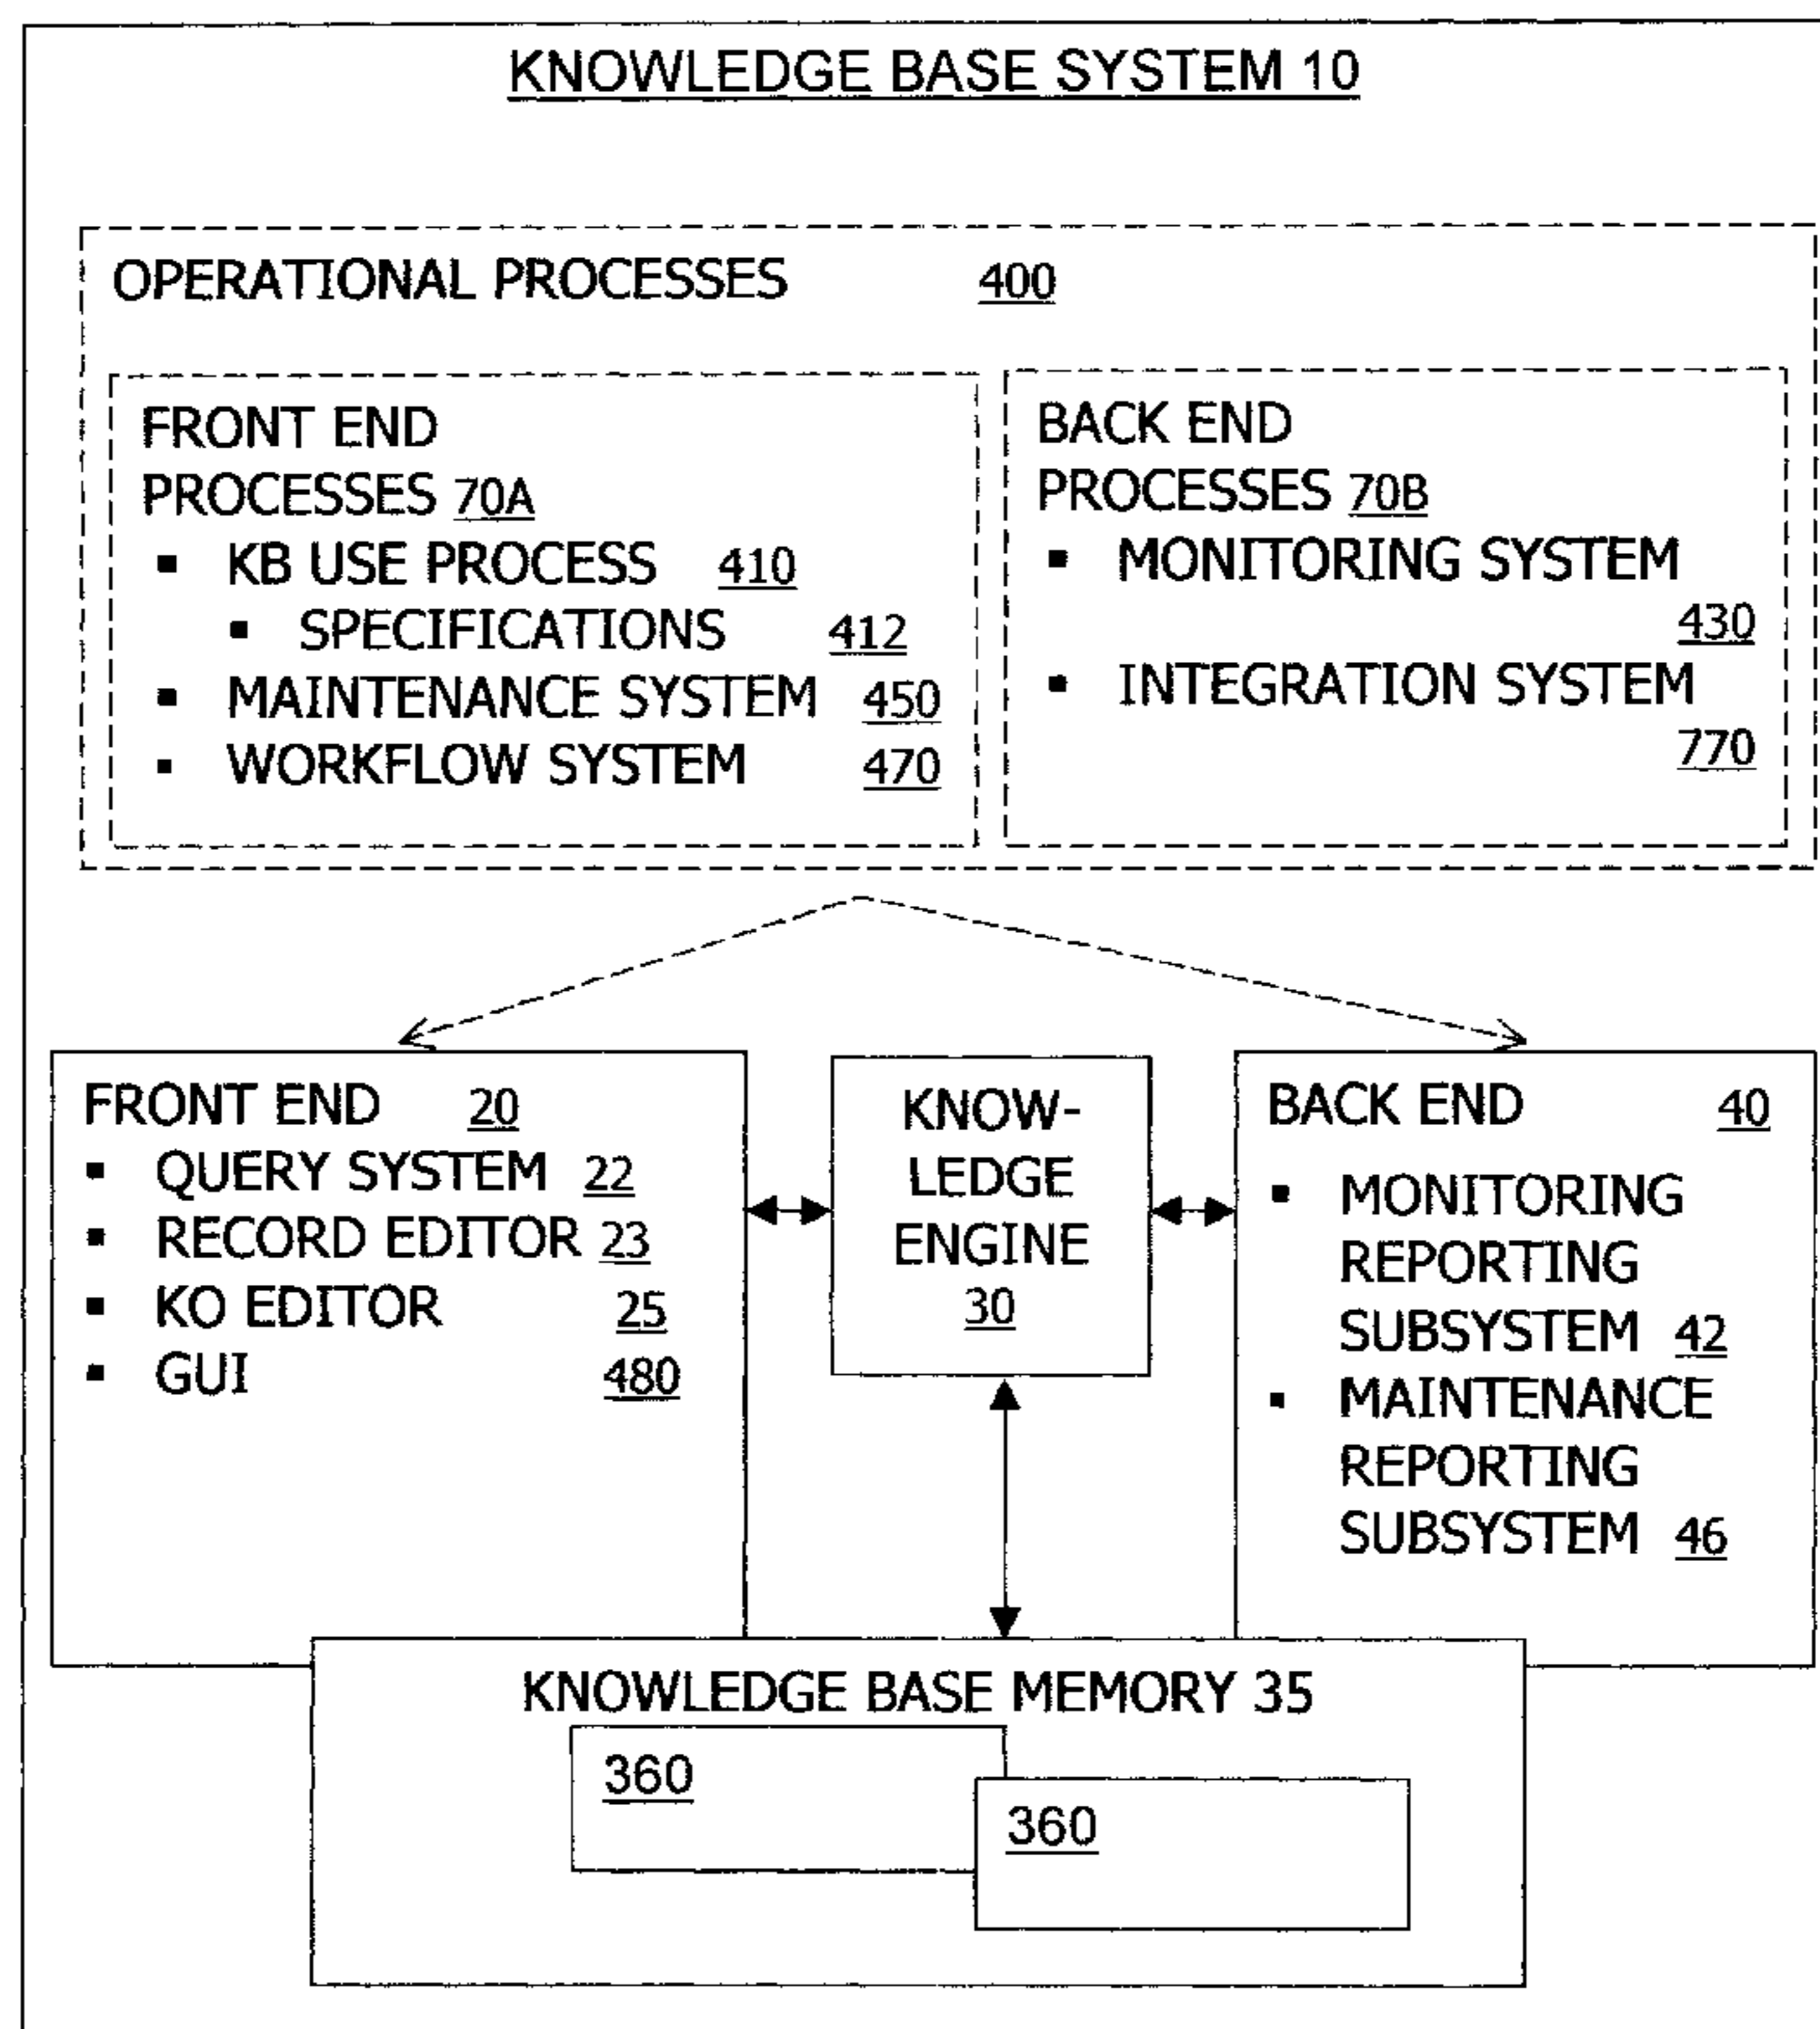 KNOWLEDGE BASE SYSTEM 10
OPERATIONAL PROCESSES 400
FRONT END
PROCESSES 70A
▪ KB USE PROCESS 410
▪ SPECIFICATIONS 412
▪ MAINTENANCE SYSTEM 450
▪ WORKFLOW SYSTEM 470
BACK END
PROCESSES 70B
▪ MONITORING SYSTEM
430
▪ INTEGRATION SYSTEM
770
FRONT END 20
▪ QUERY SYSTEM 22
▪ RECORD EDITOR 23
▪ KO EDITOR 25
▪ GUI 480
KNOW-
LEDGE
ENGINE
30
BACK END 40
▪ MONITORING
REPORTING
SUBSYSTEM 42
▪ MAINTENANCE
REPORTING
SUBSYSTEM 46
KNOWLEDGE BASE MEMORY 35
360
360